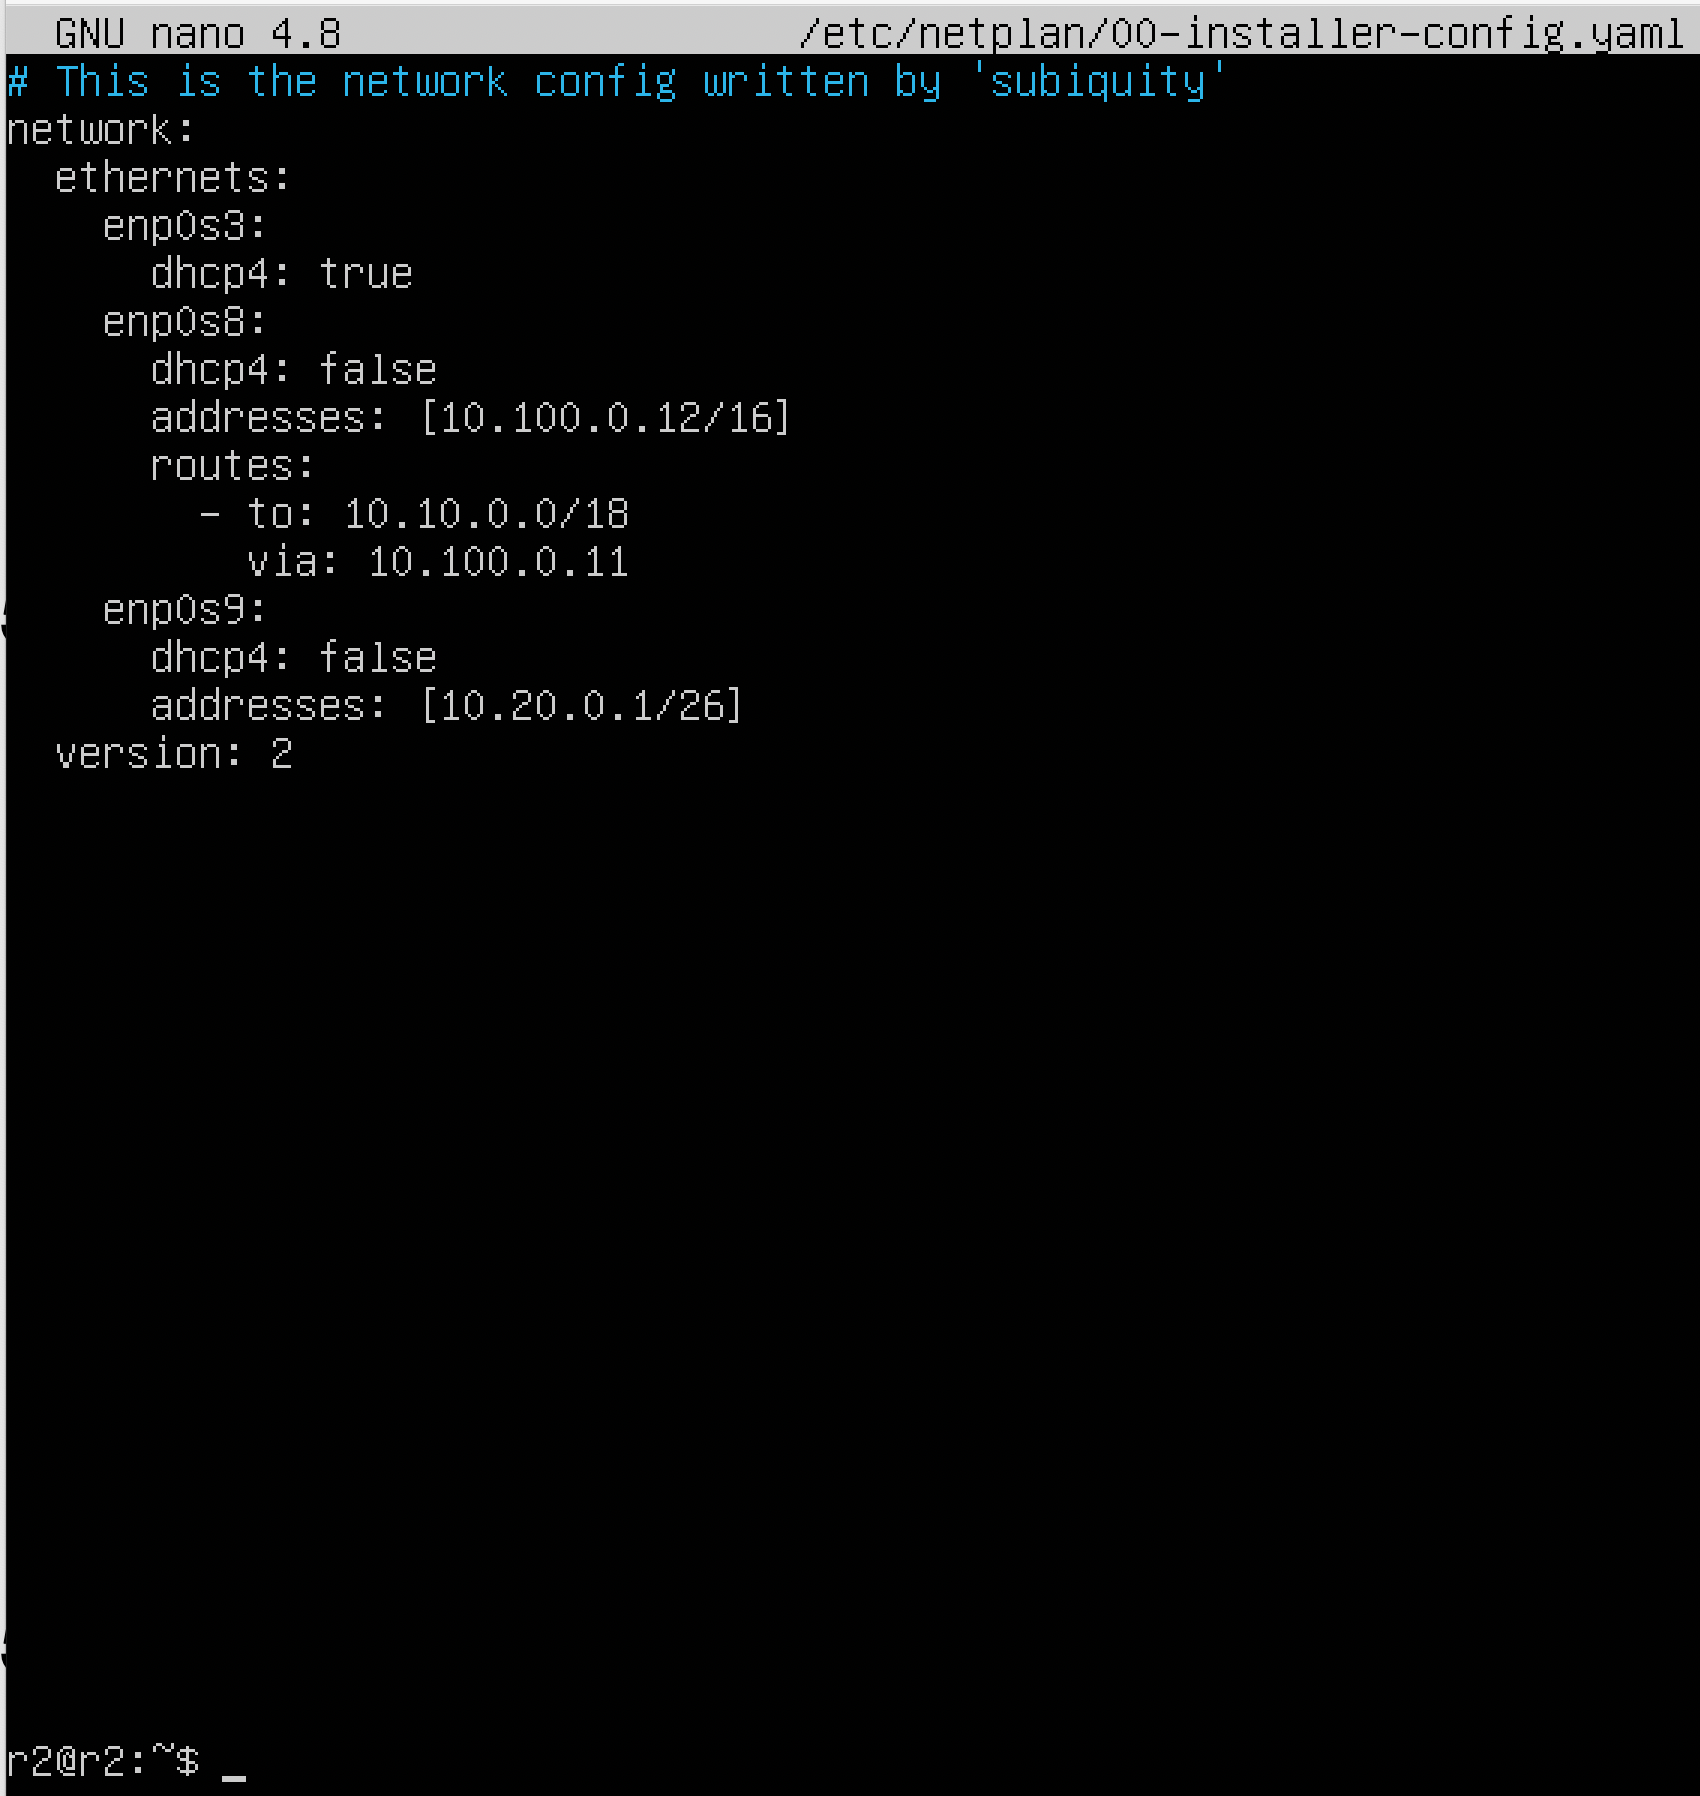 GNU nano 4.8 /etc/netplan/00-installer-config.yaml
# This is the network config written by 'subiquity'
network:
  ethernets:
    enp0s3:
      dhcp4: true
    enp0s8:
      dhcp4: false
      addresses: [10.100.0.12/16]
      routes:
        - to: 10.10.0.0/18
          via: 10.100.0.11
    enp0s9:
      dhcp4: false
      addresses: [10.20.0.1/26]
  version: 2
r2@r2:~$ _